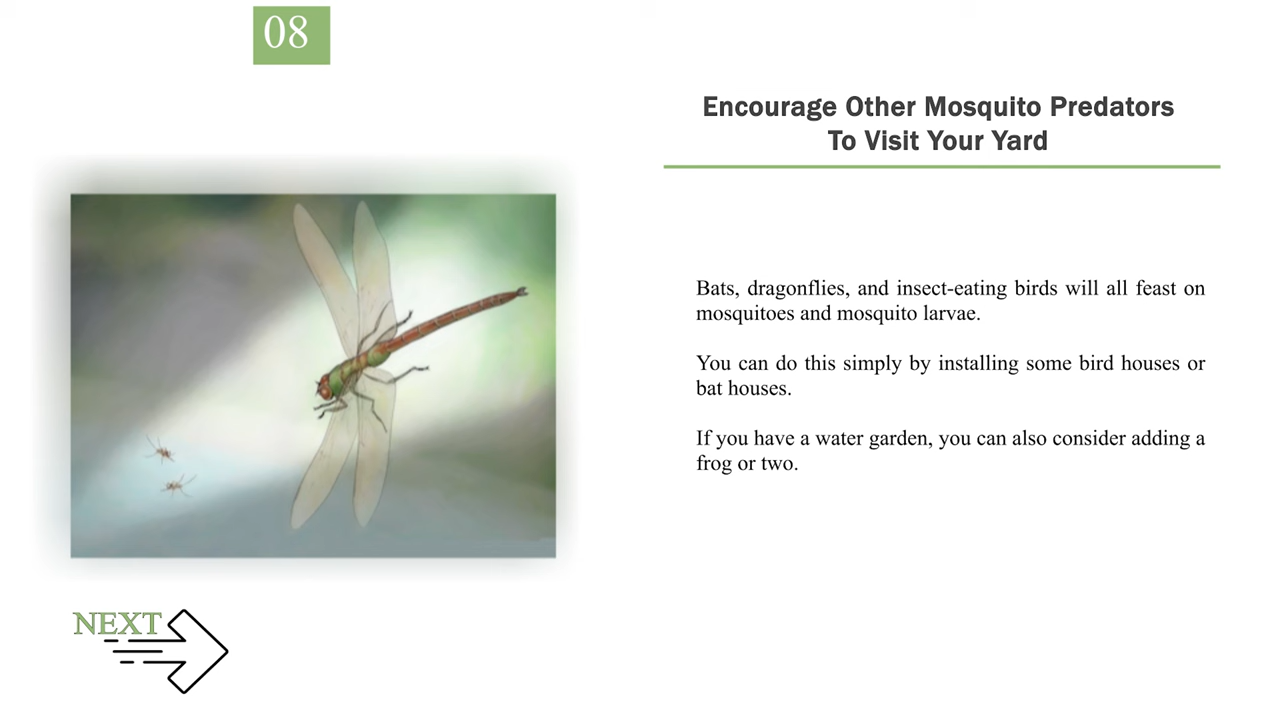 08
Encourage Other Mosquito Predators
To Visit Your Yard
Bats, dragonflies, and insect-eating birds will all feast on
mosquitoes and mosquito larvae.
You can do this simply by installing some bird houses or
bat houses.
If you have a water garden, you can also consider adding a
frog or two.
NEXT